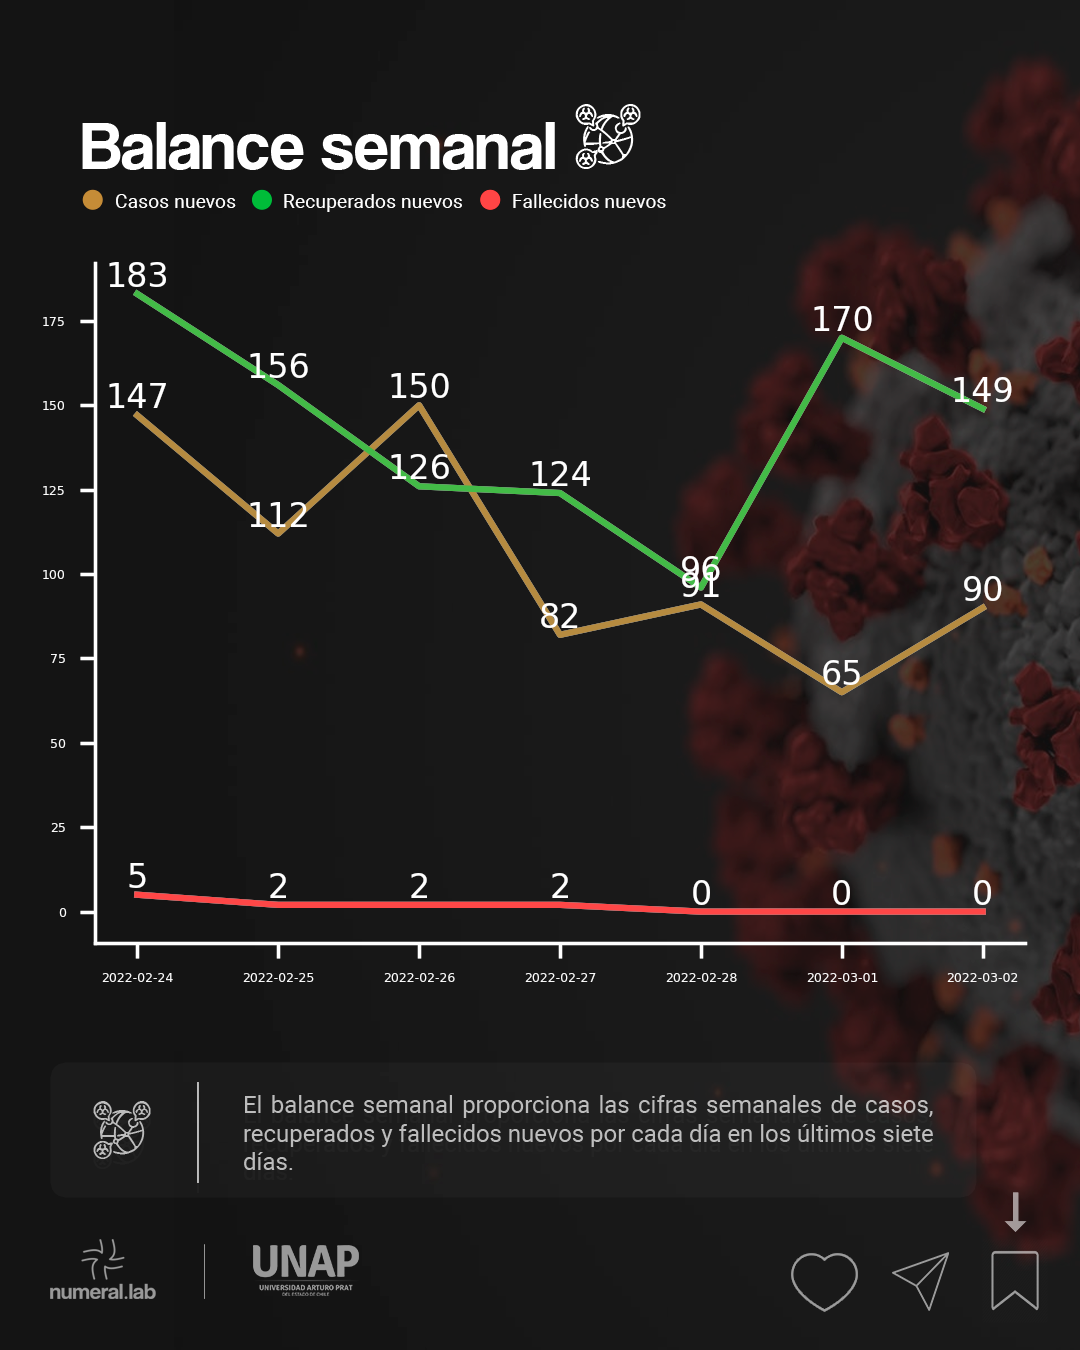 Balance semanal
Casos nuevos Recuperados nuevos Fallecidos nuevos
183
175
170
156
150
147
150
149
126
124
125
112
96
100
91
90
82
75
65
50
25
5
2
2
2
0
0
0
0
2022-02-24 2022-02-25 2022-02-26 2022-02-27 2022-02-28 2022-03-01 2022-03-02
El balance semanal proporciona las cifras semanales de casos,
recuperados y fallecidos nuevos por cada día en los últimos siete
días.
numeral.lab
UNAP
UNIVERSIDAD ARTURO PRAT
DEL ESTADO DE CHILE